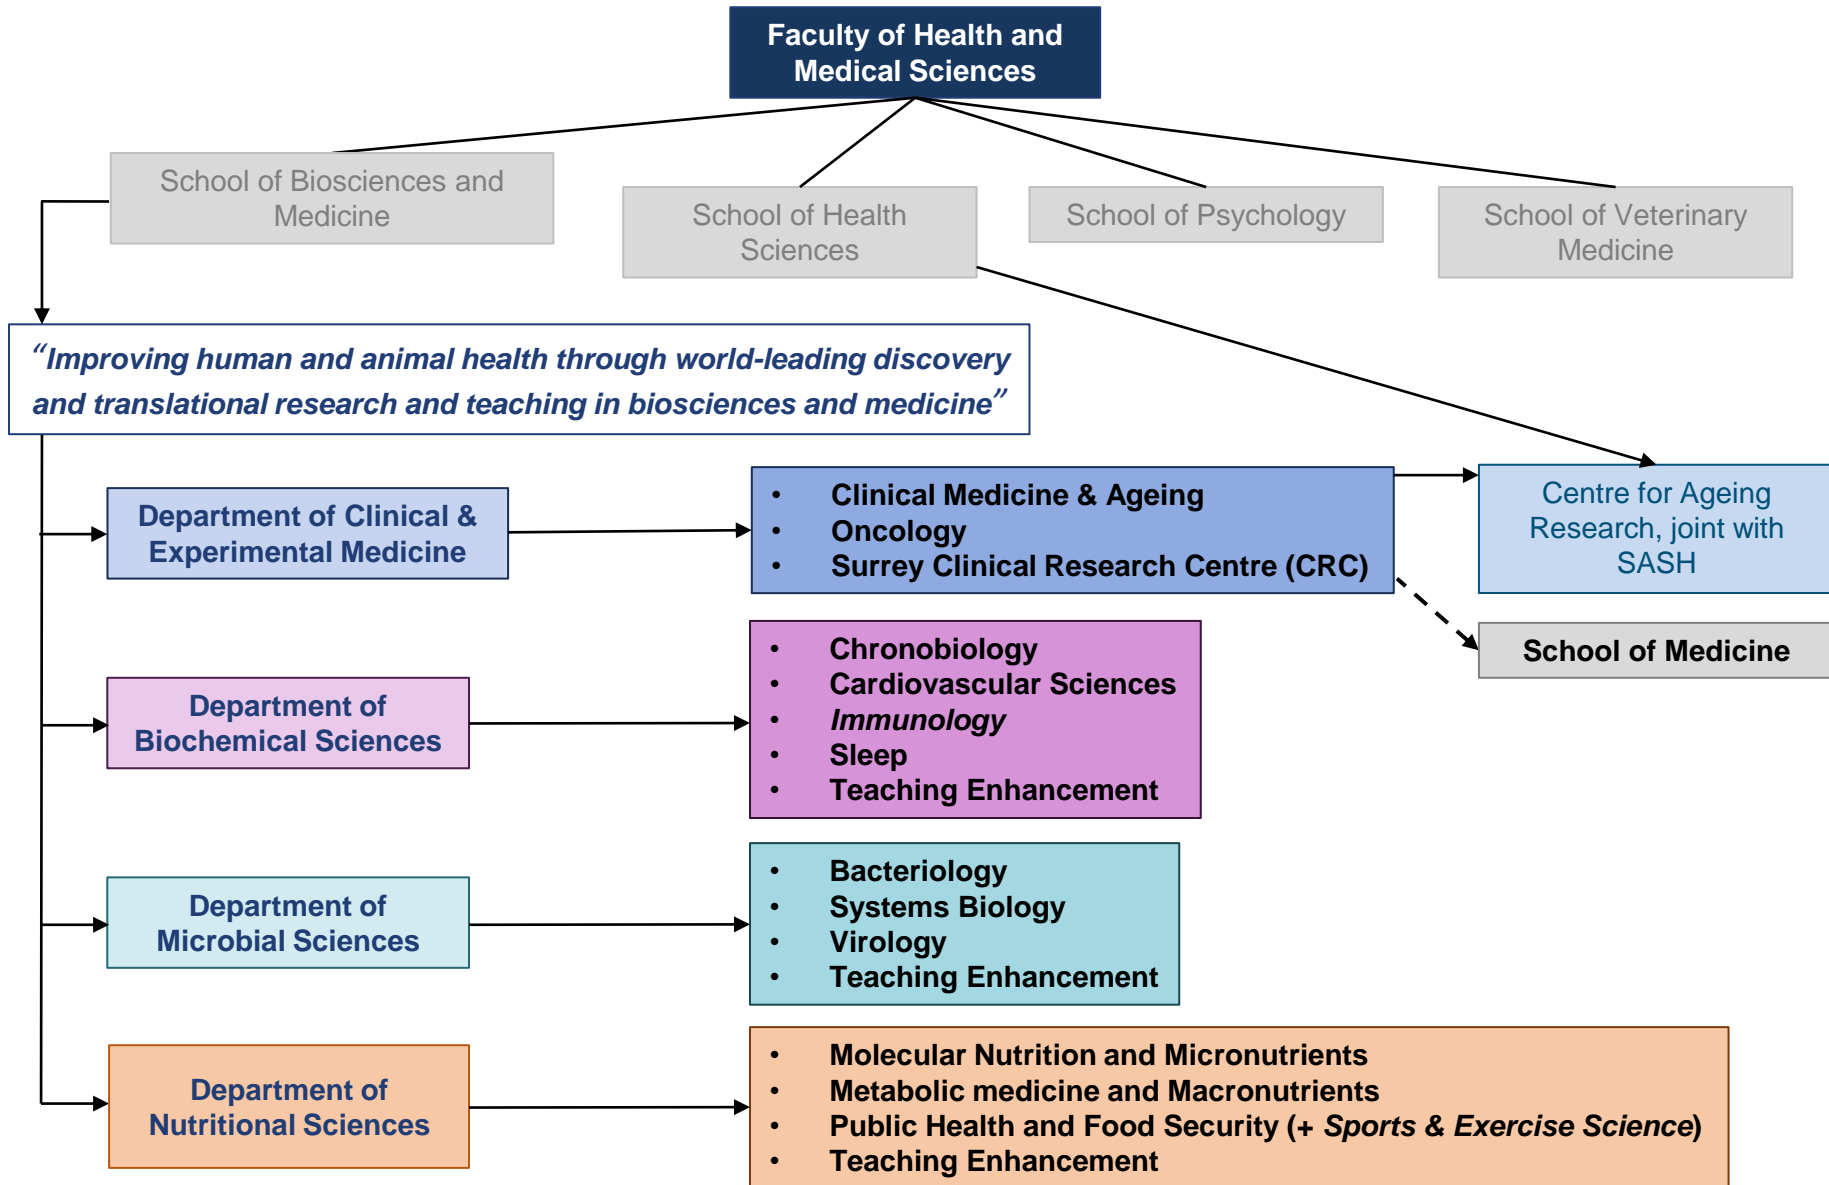 Faculty of Health and
Medical Sciences
School of Biosciences and
Medicine
School of Health
Sciences
School of Psychology
School of Veterinary
Medicine
“Improving human and animal health through world-leading discovery
and translational research and teaching in biosciences and medicine”
Department of Clinical &
Experimental Medicine
• Clinical Medicine & Ageing
• Oncology
• Surrey Clinical Research Centre (CRC)
Centre for Ageing
Research, joint with
SASH
School of Medicine
Department of
Biochemical Sciences
• Chronobiology
• Cardiovascular Sciences
• Immunology
• Sleep
• Teaching Enhancement
Department of
Microbial Sciences
• Bacteriology
• Systems Biology
• Virology
• Teaching Enhancement
Department of
Nutritional Sciences
• Molecular Nutrition and Micronutrients
• Metabolic medicine and Macronutrients
• Public Health and Food Security (+ Sports & Exercise Science)
• Teaching Enhancement